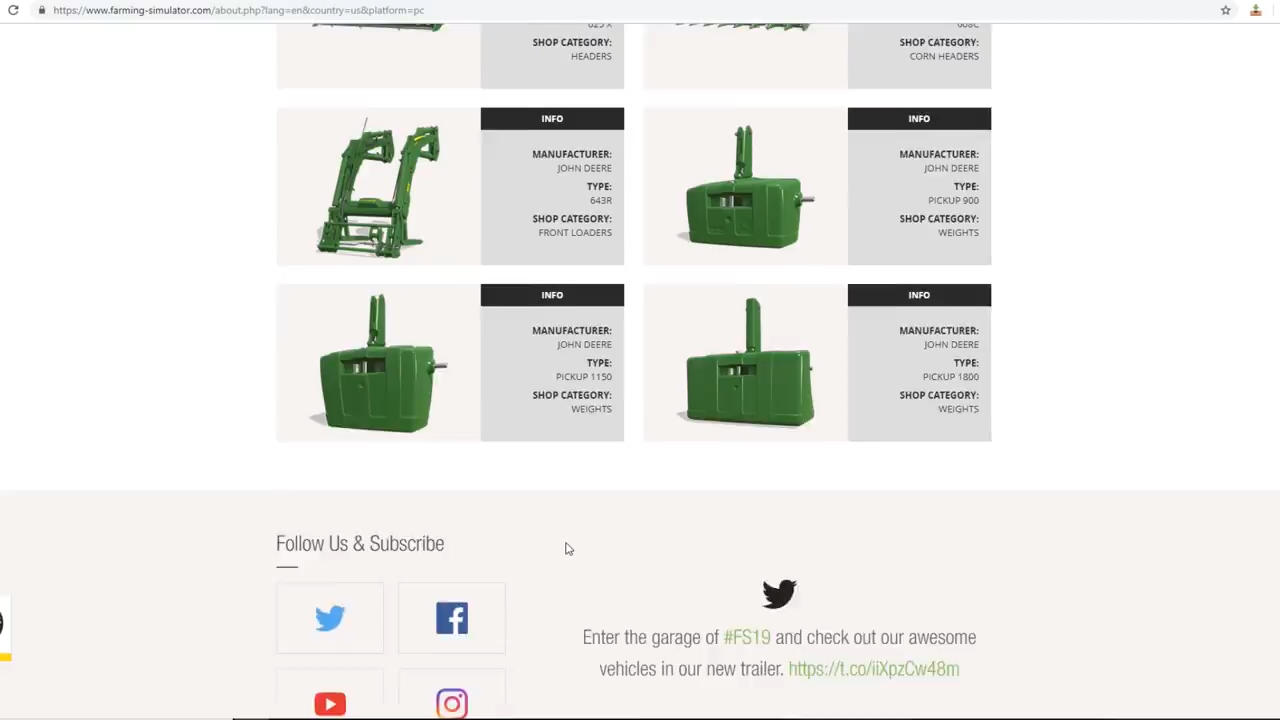 https://www.farming-simulator.com/about.php?lang=en&country=us&platform=pc
SHOP CATEGORY:
HEADERS
SHOP CATEGORY:
CORN HEADERS
INFO
MANUFACTURER:
JOHN DEERE
TYPE:
643R
SHOP CATEGORY:
FRONT LOADERS
INFO
MANUFACTURER:
JOHN DEERE
TYPE:
PICKUP 900
SHOP CATEGORY:
WEIGHTS
INFO
MANUFACTURER:
JOHN DEERE
TYPE:
PICKUP 1150
SHOP CATEGORY:
WEIGHTS
INFO
MANUFACTURER:
JOHN DEERE
TYPE:
PICKUP 1800
SHOP CATEGORY:
WEIGHTS
Follow Us & Subscribe
Enter the garage of #FS19 and check out our awesome
vehicles in our new trailer. https://t.co/iiXpzCw48m